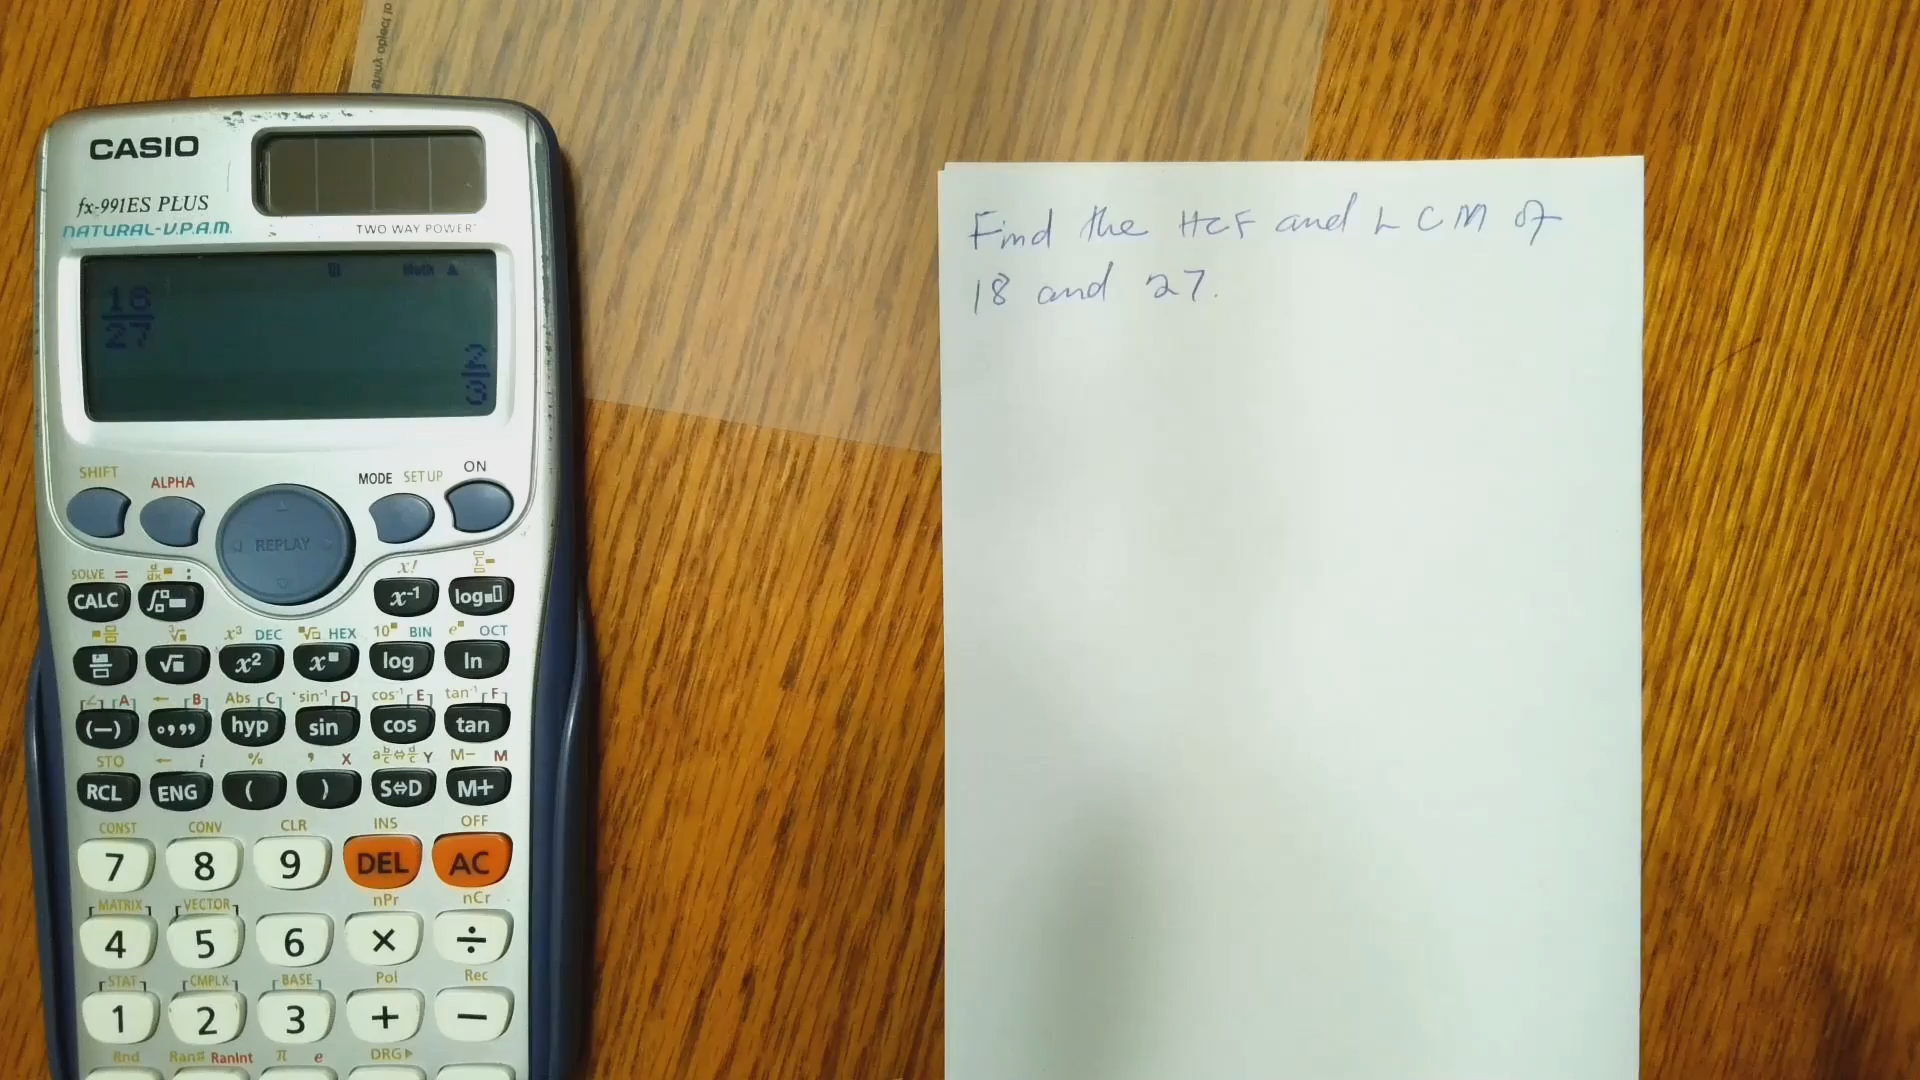 CASIO
fx-991ES PLUS
NATURAL-V.P.A.M.
TWO WAY POWER
Math ▲
18
27
2
3
Find the HCF and LCM of
18 and 27.
SHIFT
ALPHA
MODE SETUP
ON
REPLAY
SOLVE = d/dx :
x!
CALC
x⁻¹ log
x³ DEC HEX 10 BIN e OCT
x² x log ln
∠ A ← B Abs C sin⁻¹ D cos⁻¹ E tan⁻¹ F
(−) °,,, hyp sin cos tan
STO ← i % , X a b/c⇔d/c Y M− M
RCL ENG ( ) S⇔D M+
CONST CONV CLR INS OFF
7 8 9 DEL AC
MATRIX VECTOR nPr nCr
4 5 6 × ÷
STAT CMPLX BASE Pol Rec
1 2 3 + −
Rnd Ran# RanInt π e DRG▶